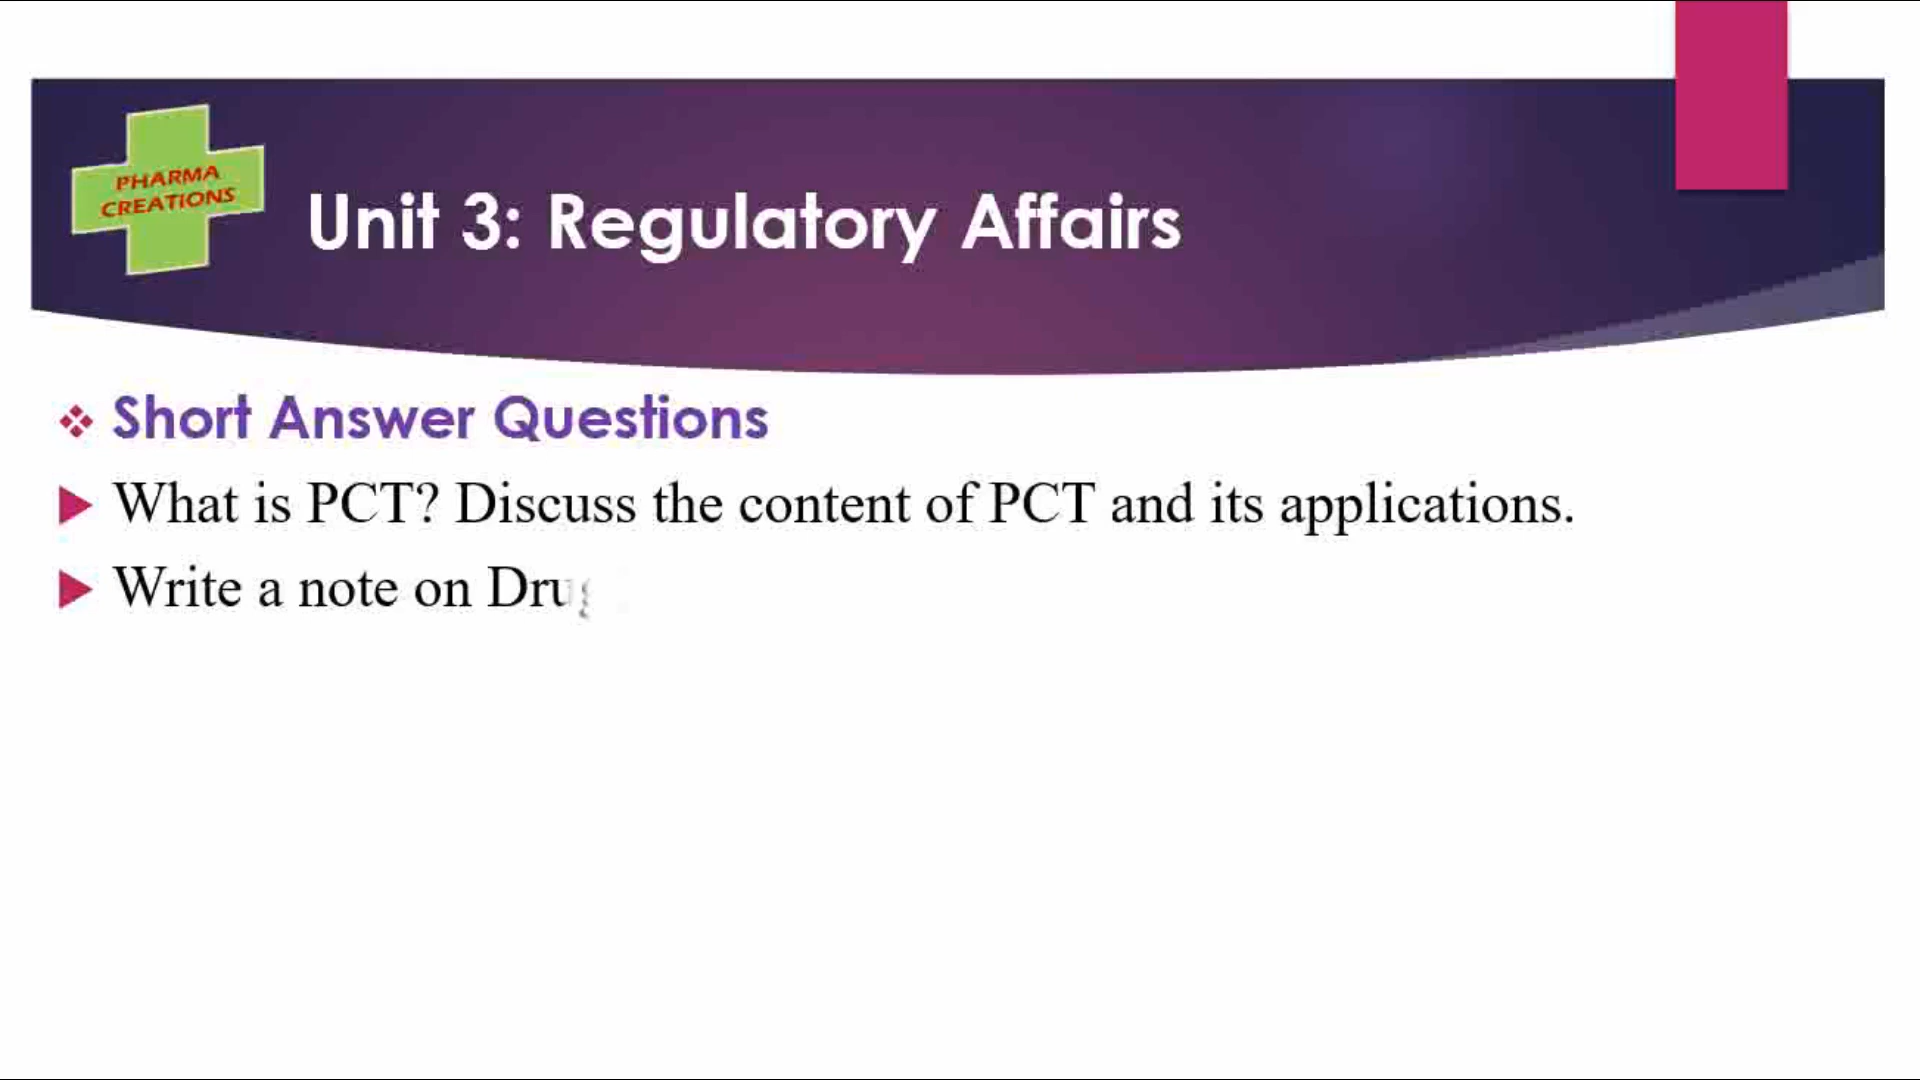 PHARMA
CREATIONS
Unit 3: Regulatory Affairs
Short Answer Questions
What is PCT? Discuss the content of PCT and its applications.
Write a note on